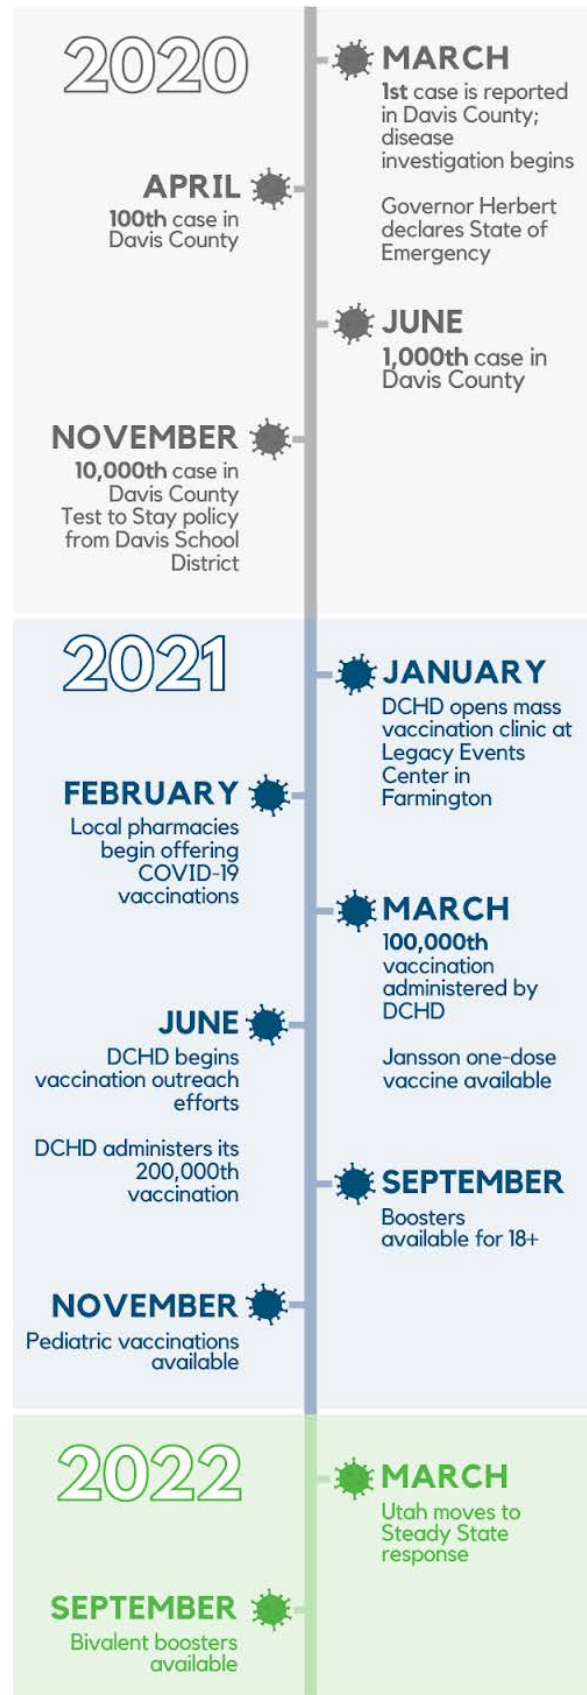 2020
MARCH
1st case is reported
in Davis County;
disease
investigation begins
Governor Herbert
declares State of
Emergency
APRIL
100th case in
Davis County
JUNE
1,000th case in
Davis County
NOVEMBER
10,000th case in
Davis County
Test to Stay policy
from Davis School
District
2021
JANUARY
DCHD opens mass
vaccination clinic at
Legacy Events
Center in
Farmington
FEBRUARY
Local pharmacies
begin offering
COVID-19
vaccinations
MARCH
100,000th
vaccination
administered by
DCHD
Jansson one-dose
vaccine available
JUNE
DCHD begins
vaccination outreach
efforts
DCHD administers its
200,000th
vaccination
SEPTEMBER
Boosters
available for 18+
NOVEMBER
Pediatric vaccinations
available
2022
MARCH
Utah moves to
Steady State
response
SEPTEMBER
Bivalent boosters
available